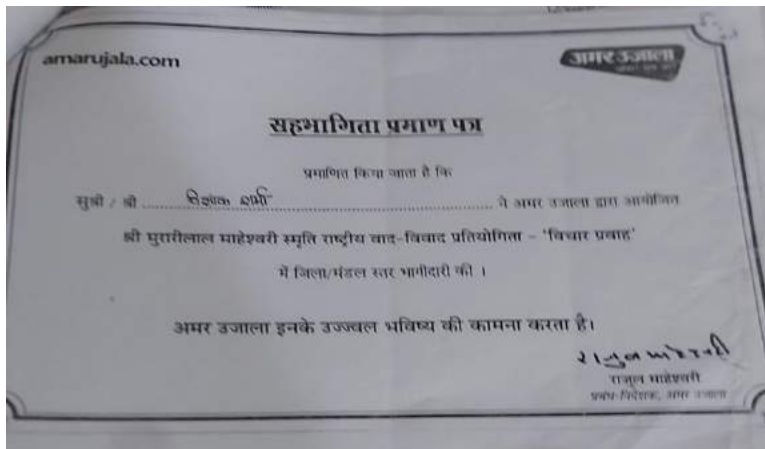 amarujala.com
अमर उजाला
सहभागिता प्रमाण पत्र
प्रमाणित किया जाता है कि
सुश्री / श्री ........ शर्मा ........ ने अमर उजाला द्वारा आयोजित
श्री मुरारीलाल माहेश्वरी स्मृति राष्ट्रीय वाद-विवाद प्रतियोगिता - 'विचार प्रवाह'
में जिला/मंडल स्तर भागीदारी की ।
अमर उजाला इनके उज्ज्वल भविष्य की कामना करता है।
राजुल माहेश्वरी
राजुल माहेश्वरी
प्रबंध-निदेशक, अमर उजाला